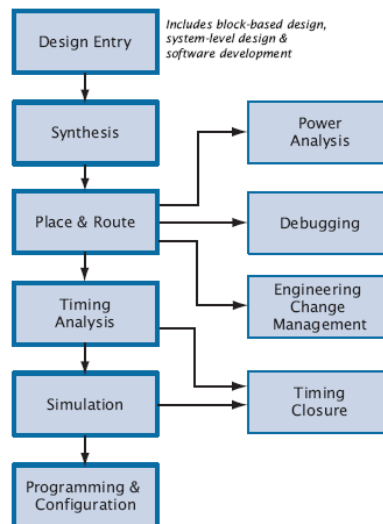 Design Entry
Includes block-based design,
system-level design &
software development
Synthesis
Power
Analysis
Place & Route
Debugging
Timing
Analysis
Engineering
Change
Management
Simulation
Timing
Closure
Programming &
Configuration